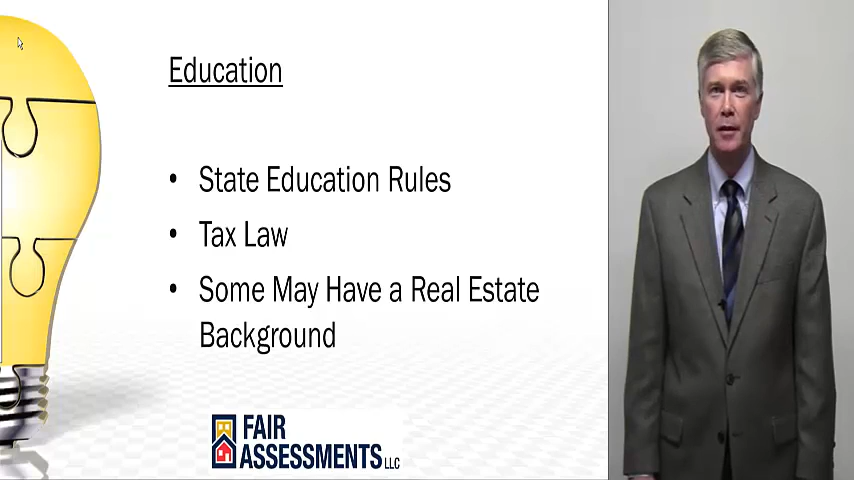 Education
• State Education Rules
• Tax Law
• Some May Have a Real Estate
Background
FAIR
ASSESSMENTS LLC